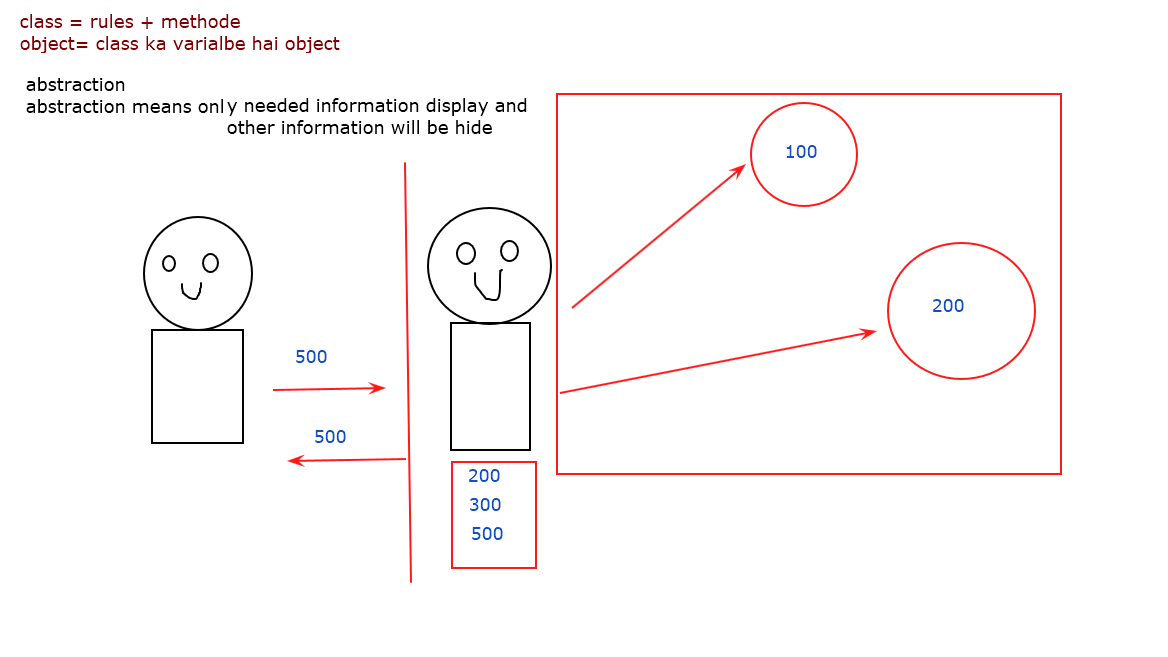 class = rules + methode
object= class ka varialbe hai object
abstraction
abstraction means only needed information display and
other information will be hide
100
200
500
500
200
300
500